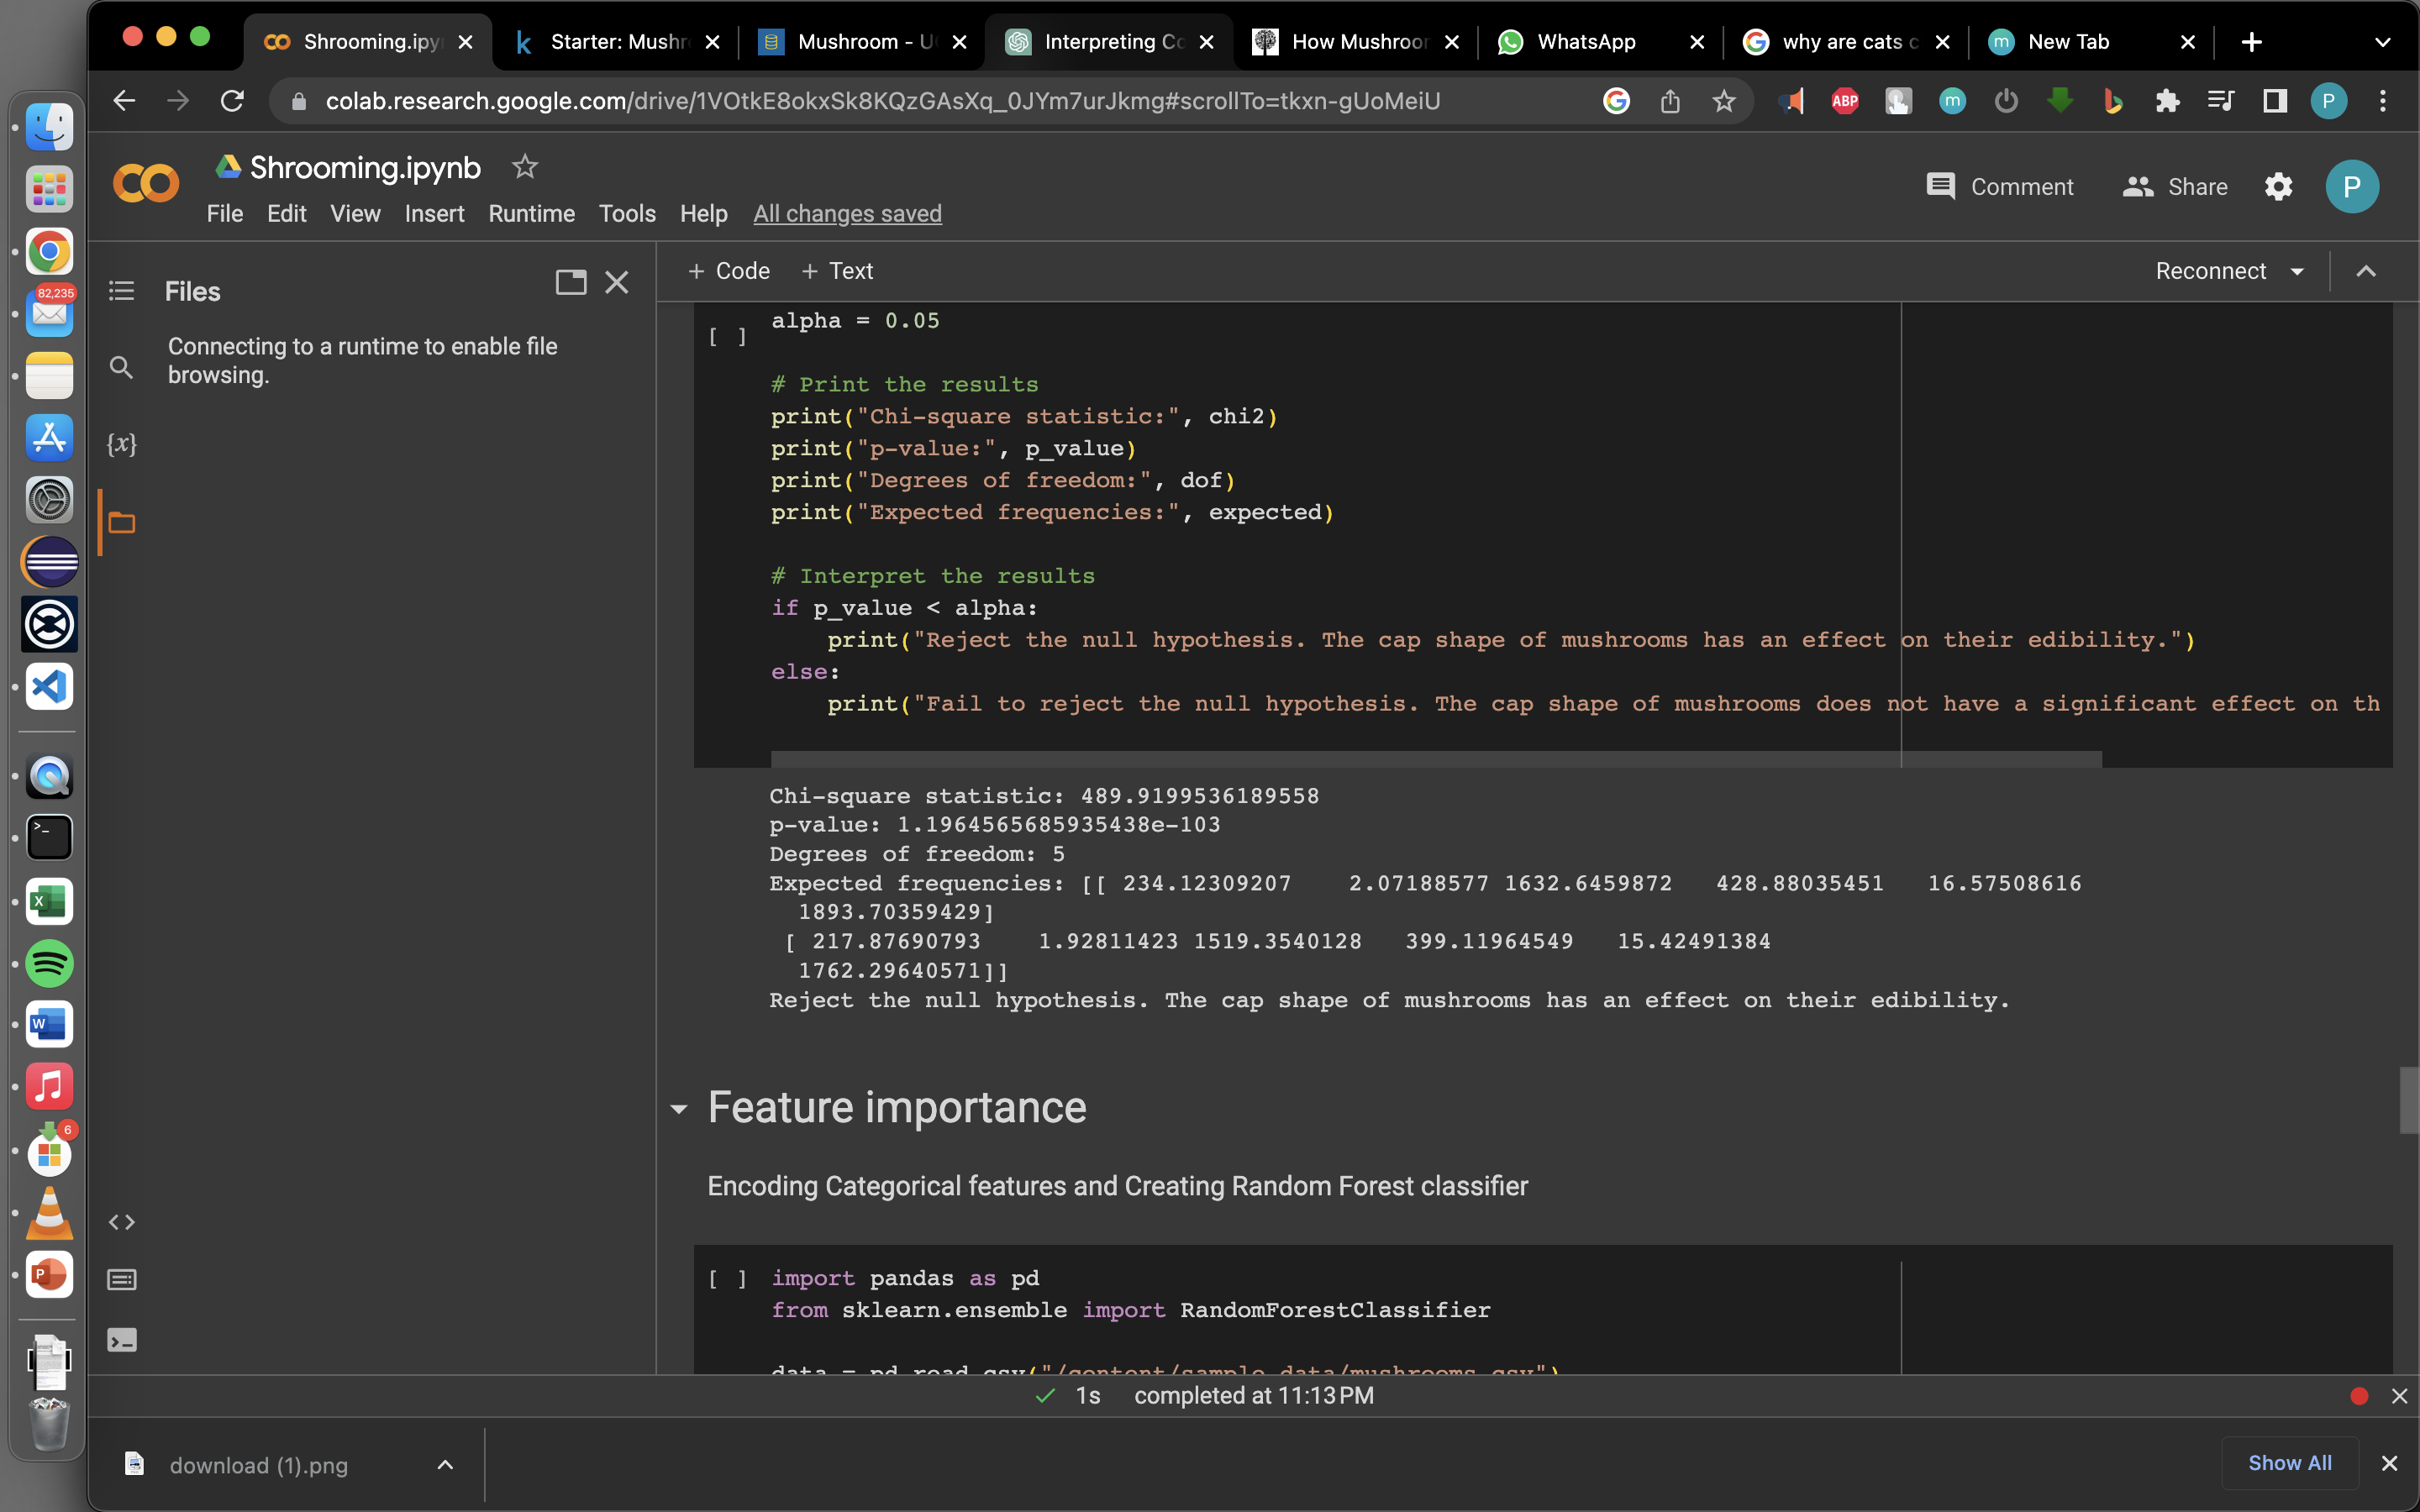 Shrooming.ipy
Starter: Mushr
Mushroom - U
Interpreting Co
How Mushroor
WhatsApp
why are cats c
New Tab
colab.research.google.com/drive/1VOtkE8okxSk8KQzGAsXq_0JYm7urJkmg#scrollTo=tkxn-gUoMeiU
ABP
m
P
Shrooming.ipynb
Comment
Share
P
File Edit View Insert Runtime Tools Help All changes saved
+ Code + Text
Reconnect
Files
Connecting to a runtime to enable file
browsing.
82,235
{x}
[ ]
alpha = 0.05
# Print the results
print("Chi-square statistic:", chi2)
print("p-value:", p_value)
print("Degrees of freedom:", dof)
print("Expected frequencies:", expected)
# Interpret the results
if p_value < alpha:
print("Reject the null hypothesis. The cap shape of mushrooms has an effect on their edibility.")
else:
print("Fail to reject the null hypothesis. The cap shape of mushrooms does not have a significant effect on th
Chi-square statistic: 489.9199536189558
p-value: 1.1964565685935438e-103
Degrees of freedom: 5
Expected frequencies: [[ 234.12309207 2.07188577 1632.6459872 428.88035451 16.57508616
1893.70359429]
[ 217.87690793 1.92811423 1519.3540128 399.11964549 15.42491384
1762.29640571]]
Reject the null hypothesis. The cap shape of mushrooms has an effect on their edibility.
Feature importance
Encoding Categorical features and Creating Random Forest classifier
[ ]
import pandas as pd
from sklearn.ensemble import RandomForestClassifier
data = pd.read_csv("/content/sample_data/mushrooms.csv")
6
1s completed at 11:13 PM
download (1).png
Show All